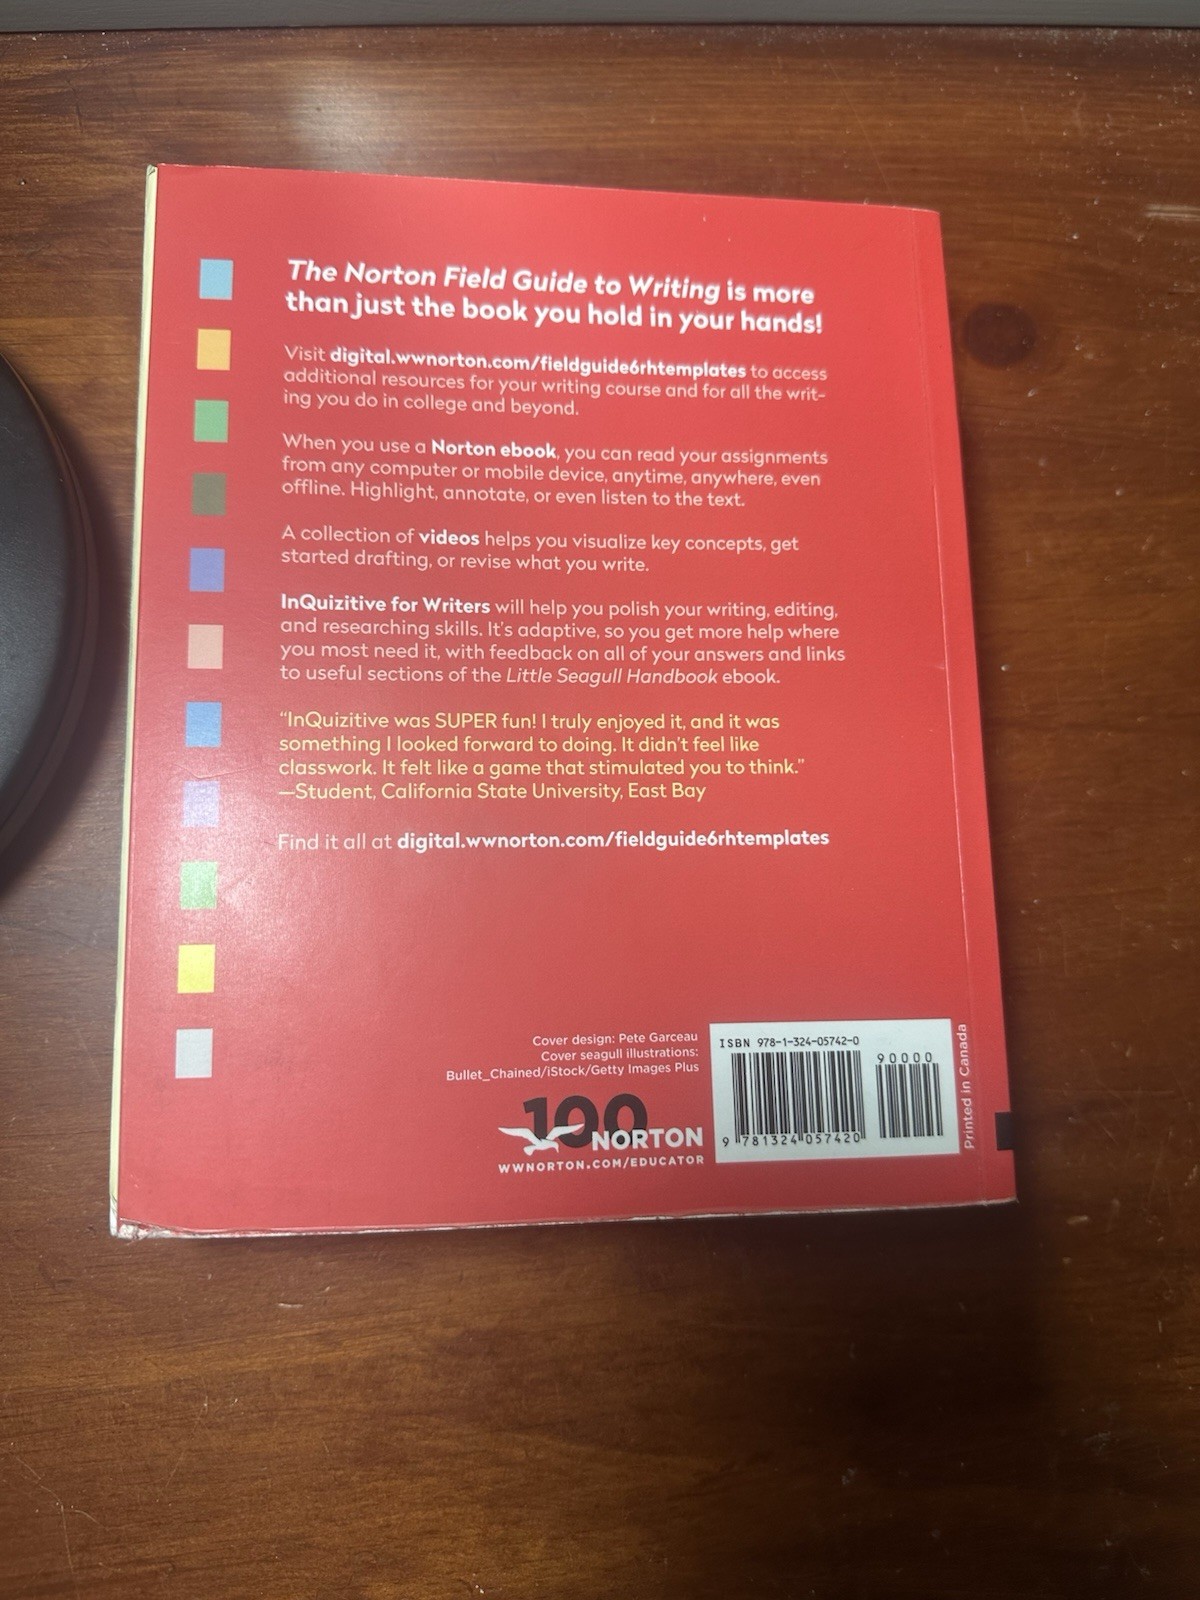 The Norton Field Guide to Writing is more
than just the book you hold in your hands!
Visit digital.wwnorton.com/fieldguide6rhtemplates to access
additional resources for your writing course and for all the writ-
ing you do in college and beyond.
When you use a Norton ebook, you can read your assignments
from any computer or mobile device, anytime, anywhere, even
offline. Highlight, annotate, or even listen to the text.
A collection of videos helps you visualize key concepts, get
started drafting, or revise what you write.
InQuizitive for Writers will help you polish your writing, editing,
and researching skills. It's adaptive, so you get more help where
you most need it, with feedback on all of your answers and links
to useful sections of the Little Seagull Handbook ebook.
“InQuizitive was SUPER fun! I truly enjoyed it, and it was
something I looked forward to doing. It didn't feel like
classwork. It felt like a game that stimulated you to think.”
—Student, California State University, East Bay
Find it all at digital.wwnorton.com/fieldguide6rhtemplates
Cover design: Pete Garceau
Cover seagull illustrations:
Bullet_Chained/iStock/Getty Images Plus
100
NORTON
WWNORTON.COM/EDUCATOR
ISBN 978-1-324-05742-0
90000
9 781324 057420
Printed in Canada